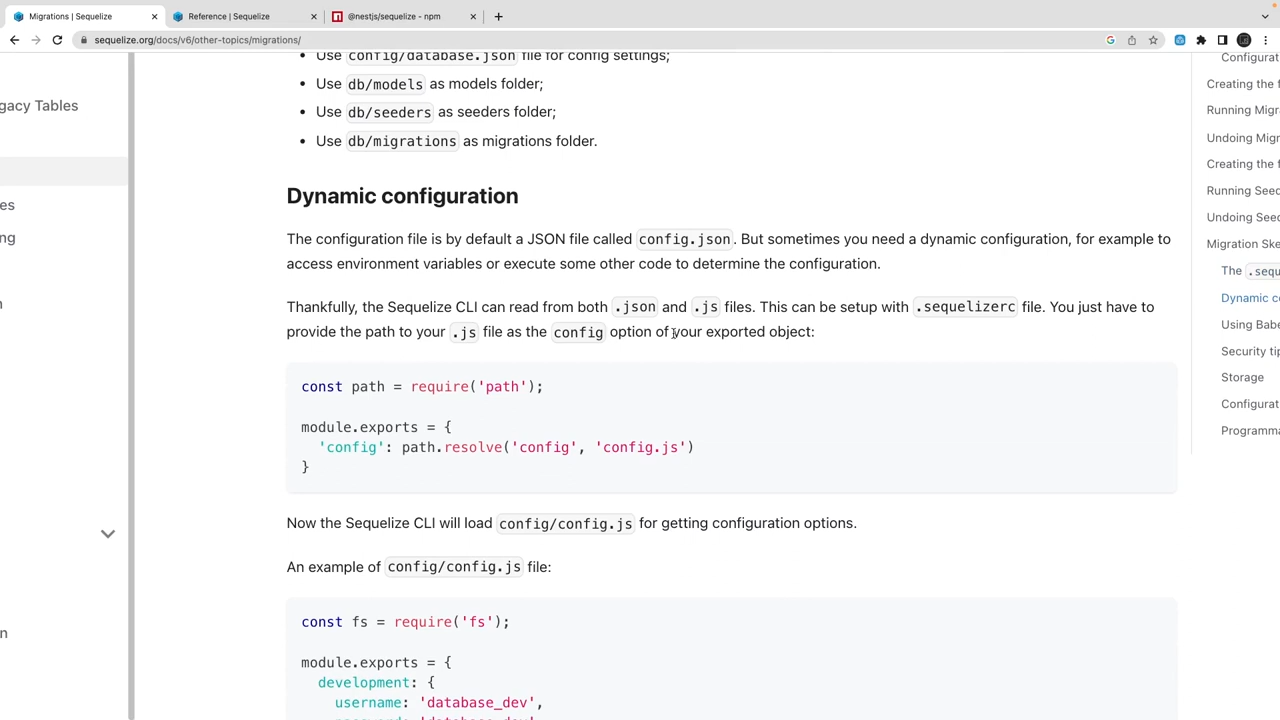 Migrations | Sequelize
Reference | Sequelize
@nestjs/sequelize - npm
sequelize.org/docs/v6/other-topics/migrations/
gacy Tables
es
ng
n
n
• Use config/database.json file for config settings;
• Use db/models as models folder;
• Use db/seeders as seeders folder;
• Use db/migrations as migrations folder.
Dynamic configuration
The configuration file is by default a JSON file called config.json. But sometimes you need a dynamic configuration, for example to
access environment variables or execute some other code to determine the configuration.
Thankfully, the Sequelize CLI can read from both .json and .js files. This can be setup with .sequelizerc file. You just have to
provide the path to your .js file as the config option of your exported object:
const path = require('path');
module.exports = {
'config': path.resolve('config', 'config.js')
}
Now the Sequelize CLI will load config/config.js for getting configuration options.
An example of config/config.js file:
const fs = require('fs');
module.exports = {
development: {
username: 'database_dev',
Configurat
Creating the f
Running Migra
Undoing Migr
Creating the f
Running Seed
Undoing Seed
Migration Ske
The .sequ
Dynamic co
Using Babe
Security tip
Storage
Configurat
Programma